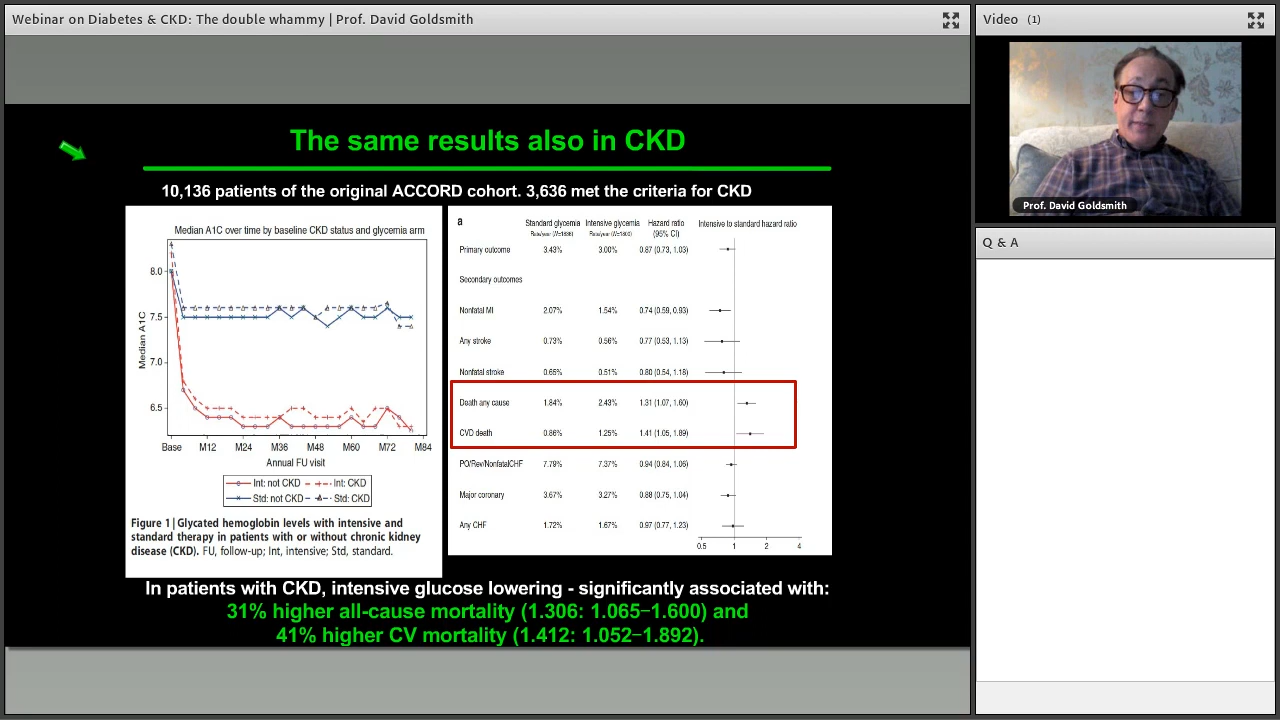 Webinar on Diabetes & CKD: The double whammy | Prof. David Goldsmith
The same results also in CKD
10,136 patients of the original ACCORD cohort. 3,636 met the criteria for CKD
Median A1C over time by baseline CKD status and glycemia arm
Median A1C
8.0
7.5
7.0
6.5
Base M12 M24 M36 M48 M60 M72 M84
Annual FU visit
Int: not CKD Int: CKD
Std: not CKD Std: CKD
Figure 1 | Glycated hemoglobin levels with intensive and
standard therapy in patients with or without chronic kidney
disease (CKD). FU, follow-up; Int, intensive; Std, standard.
a
Standard glycemia Intensive glycemia Hazard ratio Intensive to standard hazard ratio
Rate/year Rate/year (95% CI)
Primary outcome 3.43% 3.00% 0.87 (0.73, 1.03)
Secondary outcomes
Nonfatal MI 2.07% 1.54% 0.74 (0.59, 0.93)
Any stroke 0.73% 0.56% 0.77 (0.53, 1.13)
Nonfatal stroke 0.65% 0.51% 0.80 (0.54, 1.18)
Death any cause 1.84% 2.43% 1.31 (1.07, 1.60)
CVD death 0.86% 1.25% 1.41 (1.05, 1.89)
PO/Rev/NonfatalCHF 7.79% 7.37% 0.94 (0.84, 1.06)
Major coronary 3.67% 3.27% 0.88 (0.75, 1.04)
Any CHF 1.72% 1.67% 0.97 (0.77, 1.23)
0.5 1 2 4
In patients with CKD, intensive glucose lowering - significantly associated with:
31% higher all-cause mortality (1.306: 1.065–1.600) and
41% higher CV mortality (1.412: 1.052–1.892).
Video (1)
Prof. David Goldsmith
Q & A